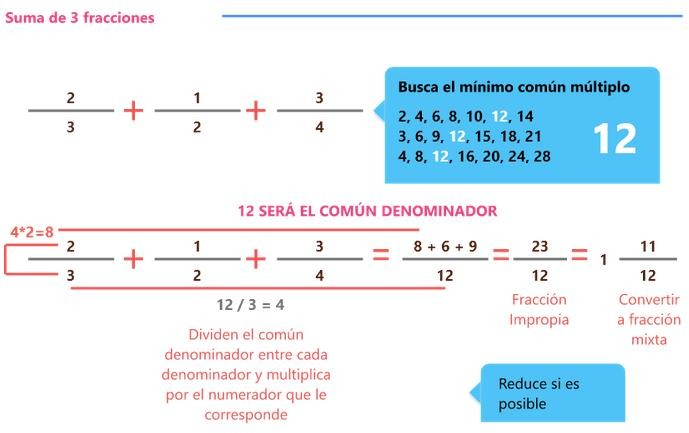 Suma de 3 fracciones
2 + 1 + 3
3 2 4
Busca el mínimo común múltiplo
2, 4, 6, 8, 10, 12, 14
3, 6, 9, 12, 15, 18, 21
4, 8, 12, 16, 20, 24, 28
12
12 SERÁ EL COMÚN DENOMINADOR
4*2=8
2 + 1 + 3 = 8 + 6 + 9 = 23 = 1 11
3 2 4 12 12 12
12 / 3 = 4
Dividen el común
denominador entre cada
denominador y multiplica
por el numerador que le
corresponde
Fracción
Impropia
Convertir
a fracción
mixta
Reduce si es
posible